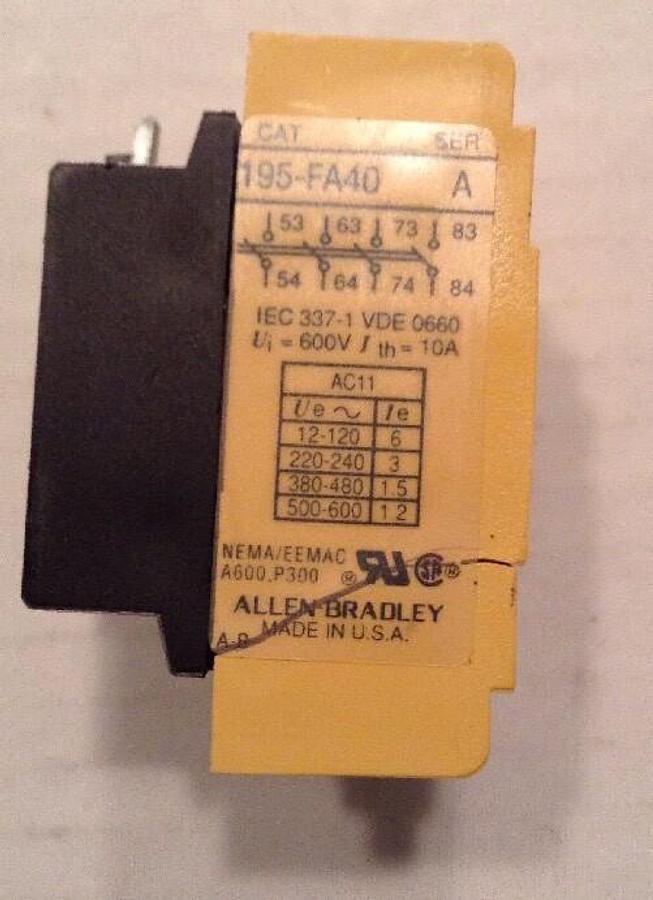 CAT SER
195-FA40 A
53 63 73 83
54 64 74 84
IEC 337-1 VDE 0660
Ui = 600V I th = 10A
AC11
Ue ~ Ie
12-120 6
220-240 3
380-480 1.5
500-600 1 2
NEMA/EEMAC
A600,P300 ® RU SA ®
ALLEN-BRADLEY
MADE IN U.S.A.